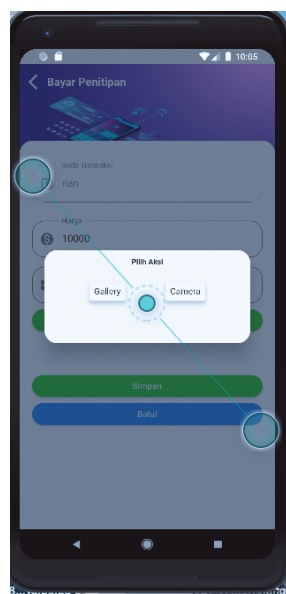 10:05
Bayar Penitipan
Kode Transaksi
rian
Harga
10000
Pilih Aksi
Gallery
Camera
Simpan
Batal